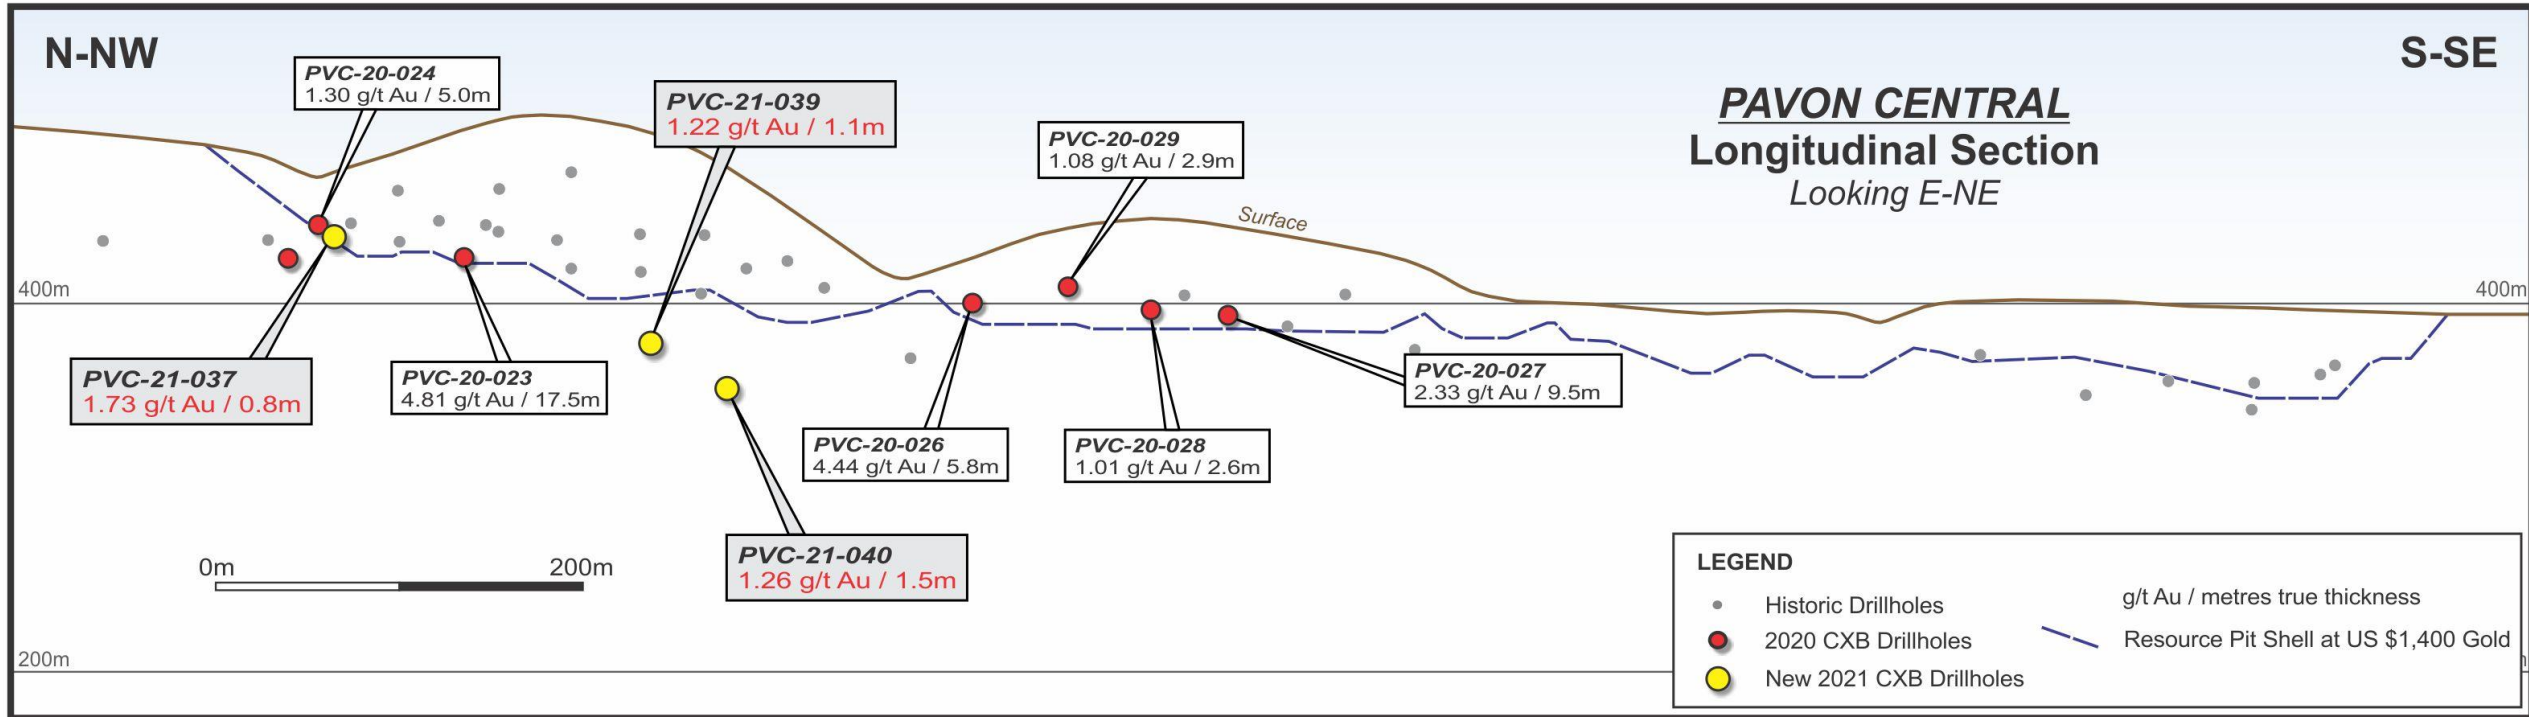 N-NW
S-SE
PAVON CENTRAL
Longitudinal Section
Looking E-NE
PVC-20-024
1.30 g/t Au / 5.0m
PVC-21-039
1.22 g/t Au / 1.1m
PVC-20-029
1.08 g/t Au / 2.9m
Surface
400m
400m
PVC-21-037
1.73 g/t Au / 0.8m
PVC-20-023
4.81 g/t Au / 17.5m
PVC-20-027
2.33 g/t Au / 9.5m
PVC-20-026
4.44 g/t Au / 5.8m
PVC-20-028
1.01 g/t Au / 2.6m
PVC-21-040
1.26 g/t Au / 1.5m
0m
200m
200m
LEGEND
Historic Drillholes
2020 CXB Drillholes
New 2021 CXB Drillholes
g/t Au / metres true thickness
Resource Pit Shell at US $1,400 Gold